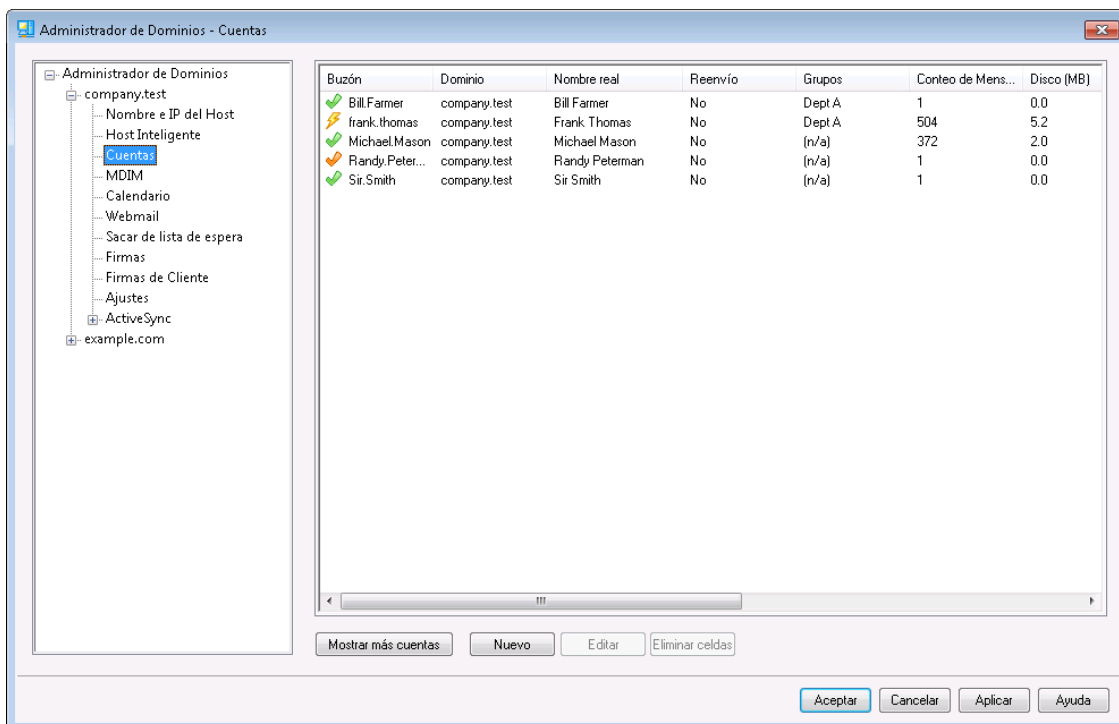 Administrador de Dominios - Cuentas
Administrador de Dominios
company.test
Nombre e IP del Host
Host Inteligente
Cuentas
MDIM
Calendario
Webmail
Sacar de lista de espera
Firmas
Firmas de Cliente
Ajustes
ActiveSync
example.com
Buzón Dominio Nombre real Reenvío Grupos Conteo de Mens... Disco (MB)
Bill.Farmer company.test Bill Farmer No Dept A 1 0.0
frank.thomas company.test Frank Thomas No Dept A 504 5.2
Michael.Mason company.test Michael Mason No (n/a) 372 2.0
Randy.Peter... company.test Randy Peterman No (n/a) 1 0.0
Sir.Smith company.test Sir Smith No (n/a) 1 0.0
Mostrar más cuentas Nuevo Editar Eliminar celdas
Aceptar Cancelar Aplicar Ayuda